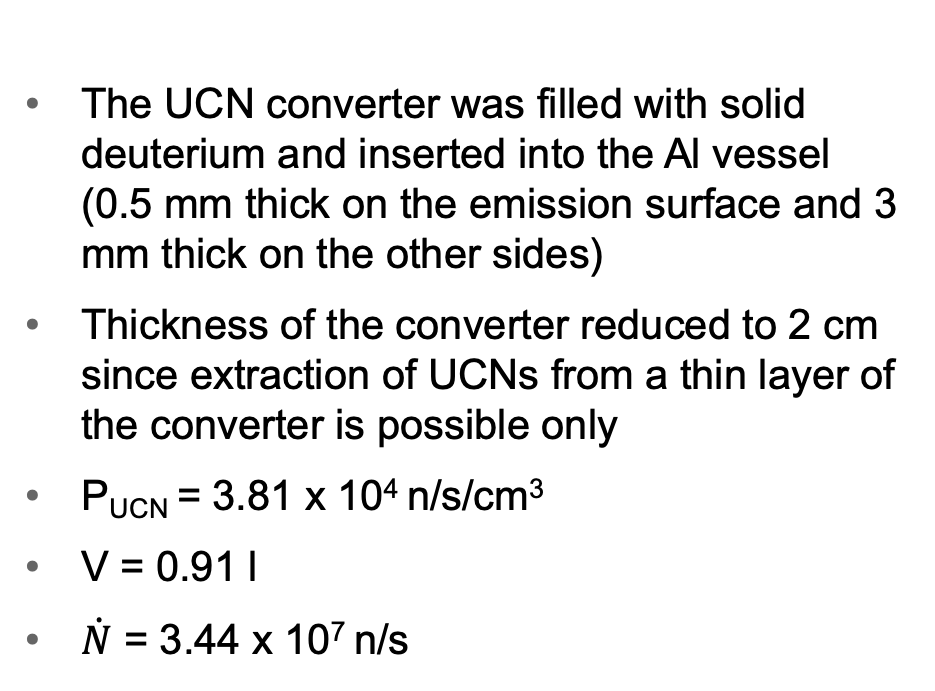 • The UCN converter was filled with solid
deuterium and inserted into the Al vessel
(0.5 mm thick on the emission surface and 3
mm thick on the other sides)
• Thickness of the converter reduced to 2 cm
since extraction of UCNs from a thin layer of
the converter is possible only
• P_UCN = 3.81 x 10⁴ n/s/cm³
• V = 0.91 l
• Ṅ = 3.44 x 10⁷ n/s